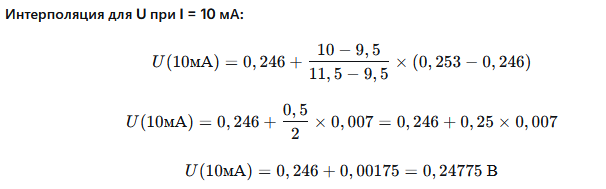 Интерполяция для U при I = 10 мА:
U(10мА) = 0,246 + \frac{10 − 9,5}{11,5 − 9,5} × (0,253 − 0,246)
U(10мА) = 0,246 + \frac{0,5}{2} × 0,007 = 0,246 + 0,25 × 0,007
U(10мА) = 0,246 + 0,00175 = 0,24775 В